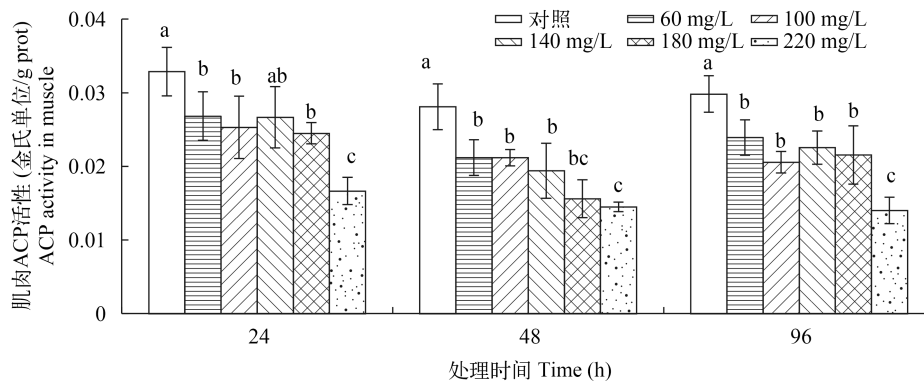 肌肉ACP活性 (金氏单位/g prot)
ACP activity in muscle
0.04
0.03
0.02
0.01
0
对照 60 mg/L 100 mg/L
140 mg/L 180 mg/L 220 mg/L
a b b ab b c
a b b b bc c
a b b b b c
24 48 96
处理时间 Time (h)